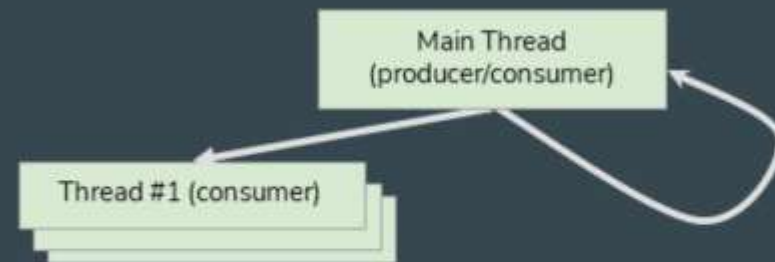 Main Thread
(producer/consumer)
Thread #1 (consumer)